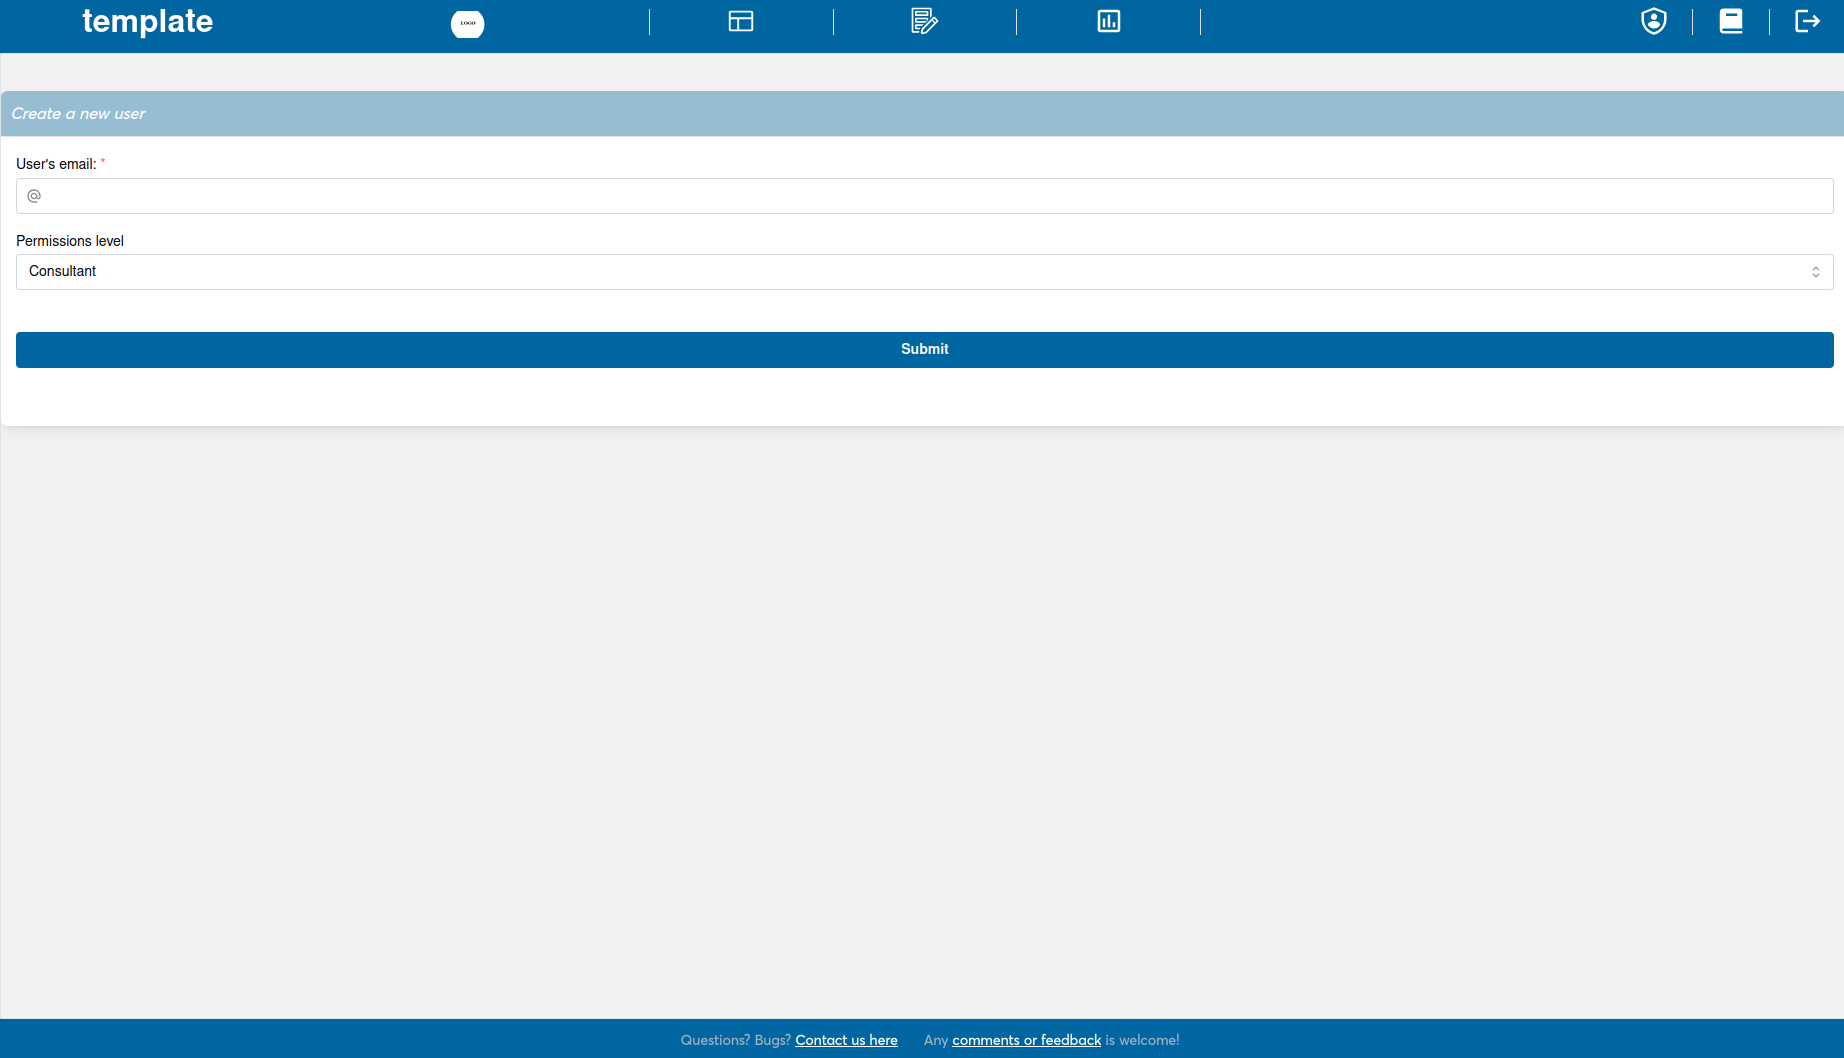 template
LOGO
Create a new user
User's email: *
@
Permissions level
Consultant
Submit
Questions? Bugs? Contact us here Any comments or feedback is welcome!